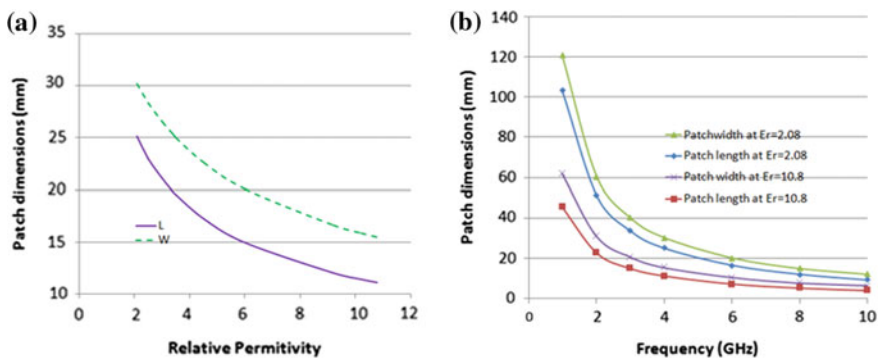 (a)
Patch dimensions (mm)
35
30
25
20
15
10
L
W
0 2 4 6 8 10 12
Relative Permitivity
(b)
Patch dimensions (mm)
140
120
100
80
60
40
20
0
Patchwidth at Er=2.08
Patch length at Er=2.08
Patch width at Er=10.8
Patch length at Er=10.8
0 2 4 6 8 10
Frequency (GHz)